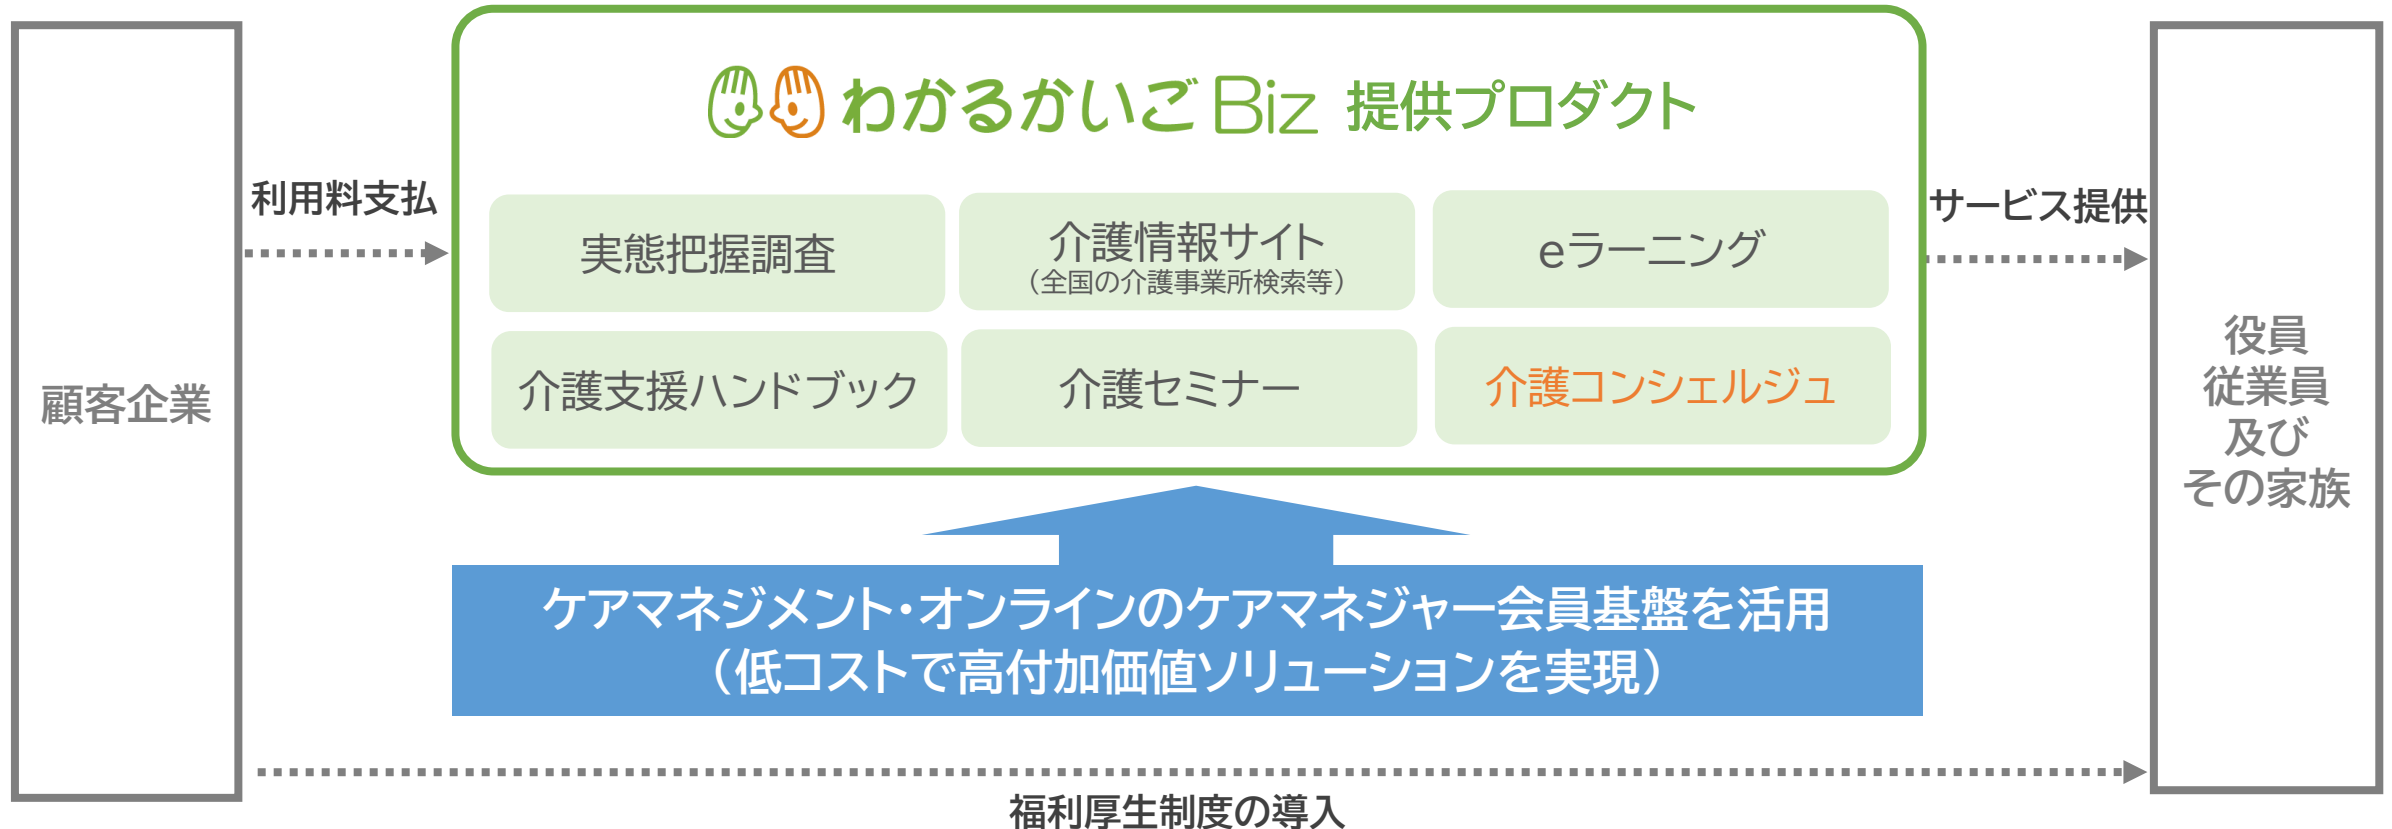 わかるかいごBiz 提供プロダクト
利用料支払
サービス提供
実態把握調査
介護情報サイト
（全国の介護事業所検索等）
eラーニング
介護支援ハンドブック
介護セミナー
介護コンシェルジュ
顧客企業
役員
従業員
及び
その家族
ケアマネジメント・オンラインのケアマネジャー会員基盤を活用
（低コストで高付加価値ソリューションを実現）
福利厚生制度の導入